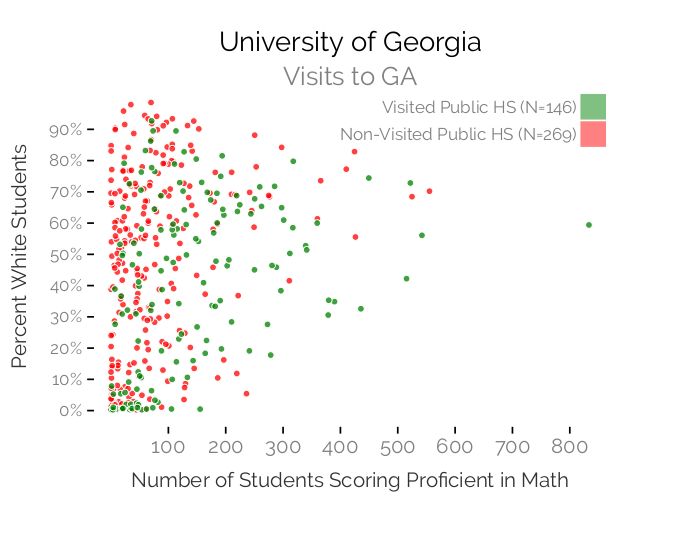 University of Georgia
Visits to GA
Visited Public HS (N=146)
Non-Visited Public HS (N=269)
Percent White Students
90%
80%
70%
60%
50%
40%
30%
20%
10%
0%
100 200 300 400 500 600 700 800
Number of Students Scoring Proficient in Math